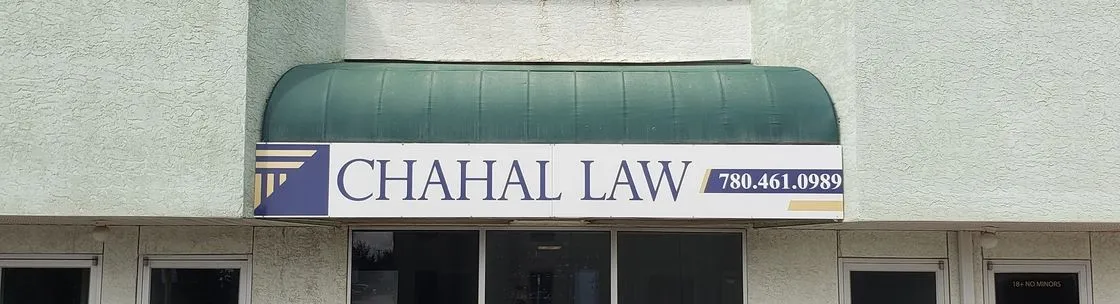 CHAHAL LAW
780.461.0989
18+ NO MINORS